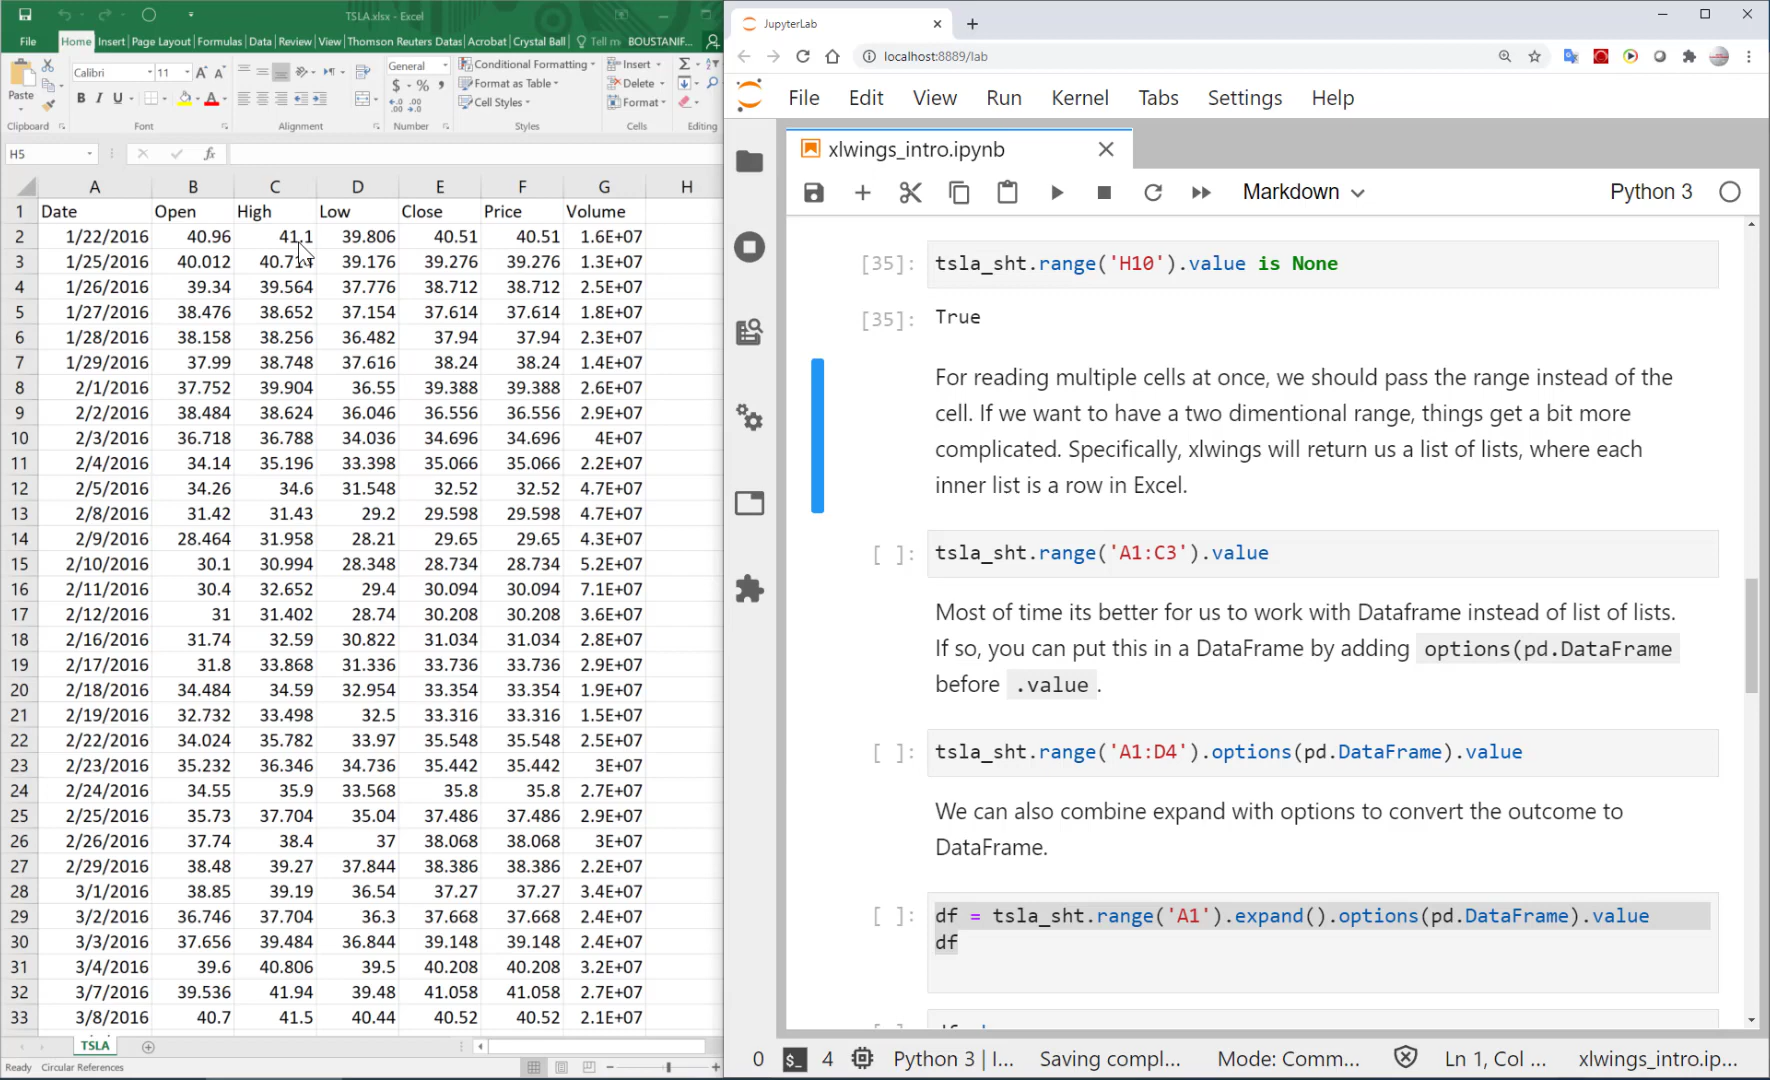 TSLA.xlsx - Excel
File Home Insert Page Layout Formulas Data Review View Thomson Reuters Datas Acrobat Crystal Ball Tell m BOUSTANIF...
Paste
Calibri 11
B I U
General
$ % ,
Conditional Formatting
Format as Table
Cell Styles
Insert
Delete
Format
Clipboard Font Alignment Number Styles Cells Editing
H5 fx
A B C D E F G H
1 Date Open High Low Close Price Volume
2 1/22/2016 40.96 41.1 39.806 40.51 40.51 1.6E+07
3 1/25/2016 40.012 39.176 39.276 39.276 1.3E+07
4 1/26/2016 39.34 39.564 37.776 38.712 38.712 2.5E+07
5 1/27/2016 38.476 38.652 37.154 37.614 37.614 1.8E+07
6 1/28/2016 38.158 38.256 36.482 37.94 37.94 2.3E+07
7 1/29/2016 37.99 38.748 37.616 38.24 38.24 1.4E+07
8 2/1/2016 37.752 39.904 36.55 39.388 39.388 2.6E+07
9 2/2/2016 38.484 38.624 36.046 36.556 36.556 2.9E+07
10 2/3/2016 36.718 36.788 34.036 34.696 34.696 4E+07
11 2/4/2016 34.14 35.196 33.398 35.066 35.066 2.2E+07
12 2/5/2016 34.26 34.6 31.548 32.52 32.52 4.7E+07
13 2/8/2016 31.42 31.43 29.2 29.598 29.598 4.7E+07
14 2/9/2016 28.464 31.958 28.21 29.65 29.65 4.3E+07
15 2/10/2016 30.1 30.994 28.348 28.734 28.734 5.2E+07
16 2/11/2016 30.4 32.652 29.4 30.094 30.094 7.1E+07
17 2/12/2016 31 31.402 28.74 30.208 30.208 3.6E+07
18 2/16/2016 31.74 32.59 30.822 31.034 31.034 2.8E+07
19 2/17/2016 31.8 33.868 31.336 33.736 33.736 2.9E+07
20 2/18/2016 34.484 34.59 32.954 33.354 33.354 1.9E+07
21 2/19/2016 32.732 33.498 32.5 33.316 33.316 1.5E+07
22 2/22/2016 34.024 35.782 33.97 35.548 35.548 2.5E+07
23 2/23/2016 35.232 36.346 34.736 35.442 35.442 3E+07
24 2/24/2016 34.55 35.9 33.568 35.8 35.8 2.7E+07
25 2/25/2016 35.73 37.704 35.04 37.486 37.486 2.9E+07
26 2/26/2016 37.74 38.4 37 38.068 38.068 3E+07
27 2/29/2016 38.48 39.27 37.844 38.386 38.386 2.2E+07
28 3/1/2016 38.85 39.19 36.54 37.27 37.27 3.4E+07
29 3/2/2016 36.746 37.704 36.3 37.668 37.668 2.4E+07
30 3/3/2016 37.656 39.484 36.844 39.148 39.148 2.4E+07
31 3/4/2016 39.6 40.806 39.5 40.208 40.208 3.2E+07
32 3/7/2016 39.536 41.94 39.48 41.058 41.058 2.7E+07
33 3/8/2016 40.7 41.5 40.44 40.52 40.52 2.1E+07
TSLA
Ready Circular References
JupyterLab
localhost:8889/lab
File Edit View Run Kernel Tabs Settings Help
xlwings_intro.ipynb
Markdown Python 3
[35]: tsla_sht.range('H10').value is None
[35]: True
For reading multiple cells at once, we should pass the range instead of the
cell. If we want to have a two dimentional range, things get a bit more
complicated. Specifically, xlwings will return us a list of lists, where each
inner list is a row in Excel.
[ ]: tsla_sht.range('A1:C3').value
Most of time its better for us to work with Dataframe instead of list of lists.
If so, you can put this in a DataFrame by adding options(pd.DataFrame
before .value .
[ ]: tsla_sht.range('A1:D4').options(pd.DataFrame).value
We can also combine expand with options to convert the outcome to
DataFrame.
[ ]: df = tsla_sht.range('A1').expand().options(pd.DataFrame).value
df
0 $_ 4 Python 3 | I... Saving compl... Mode: Comm... Ln 1, Col ... xlwings_intro.ip...